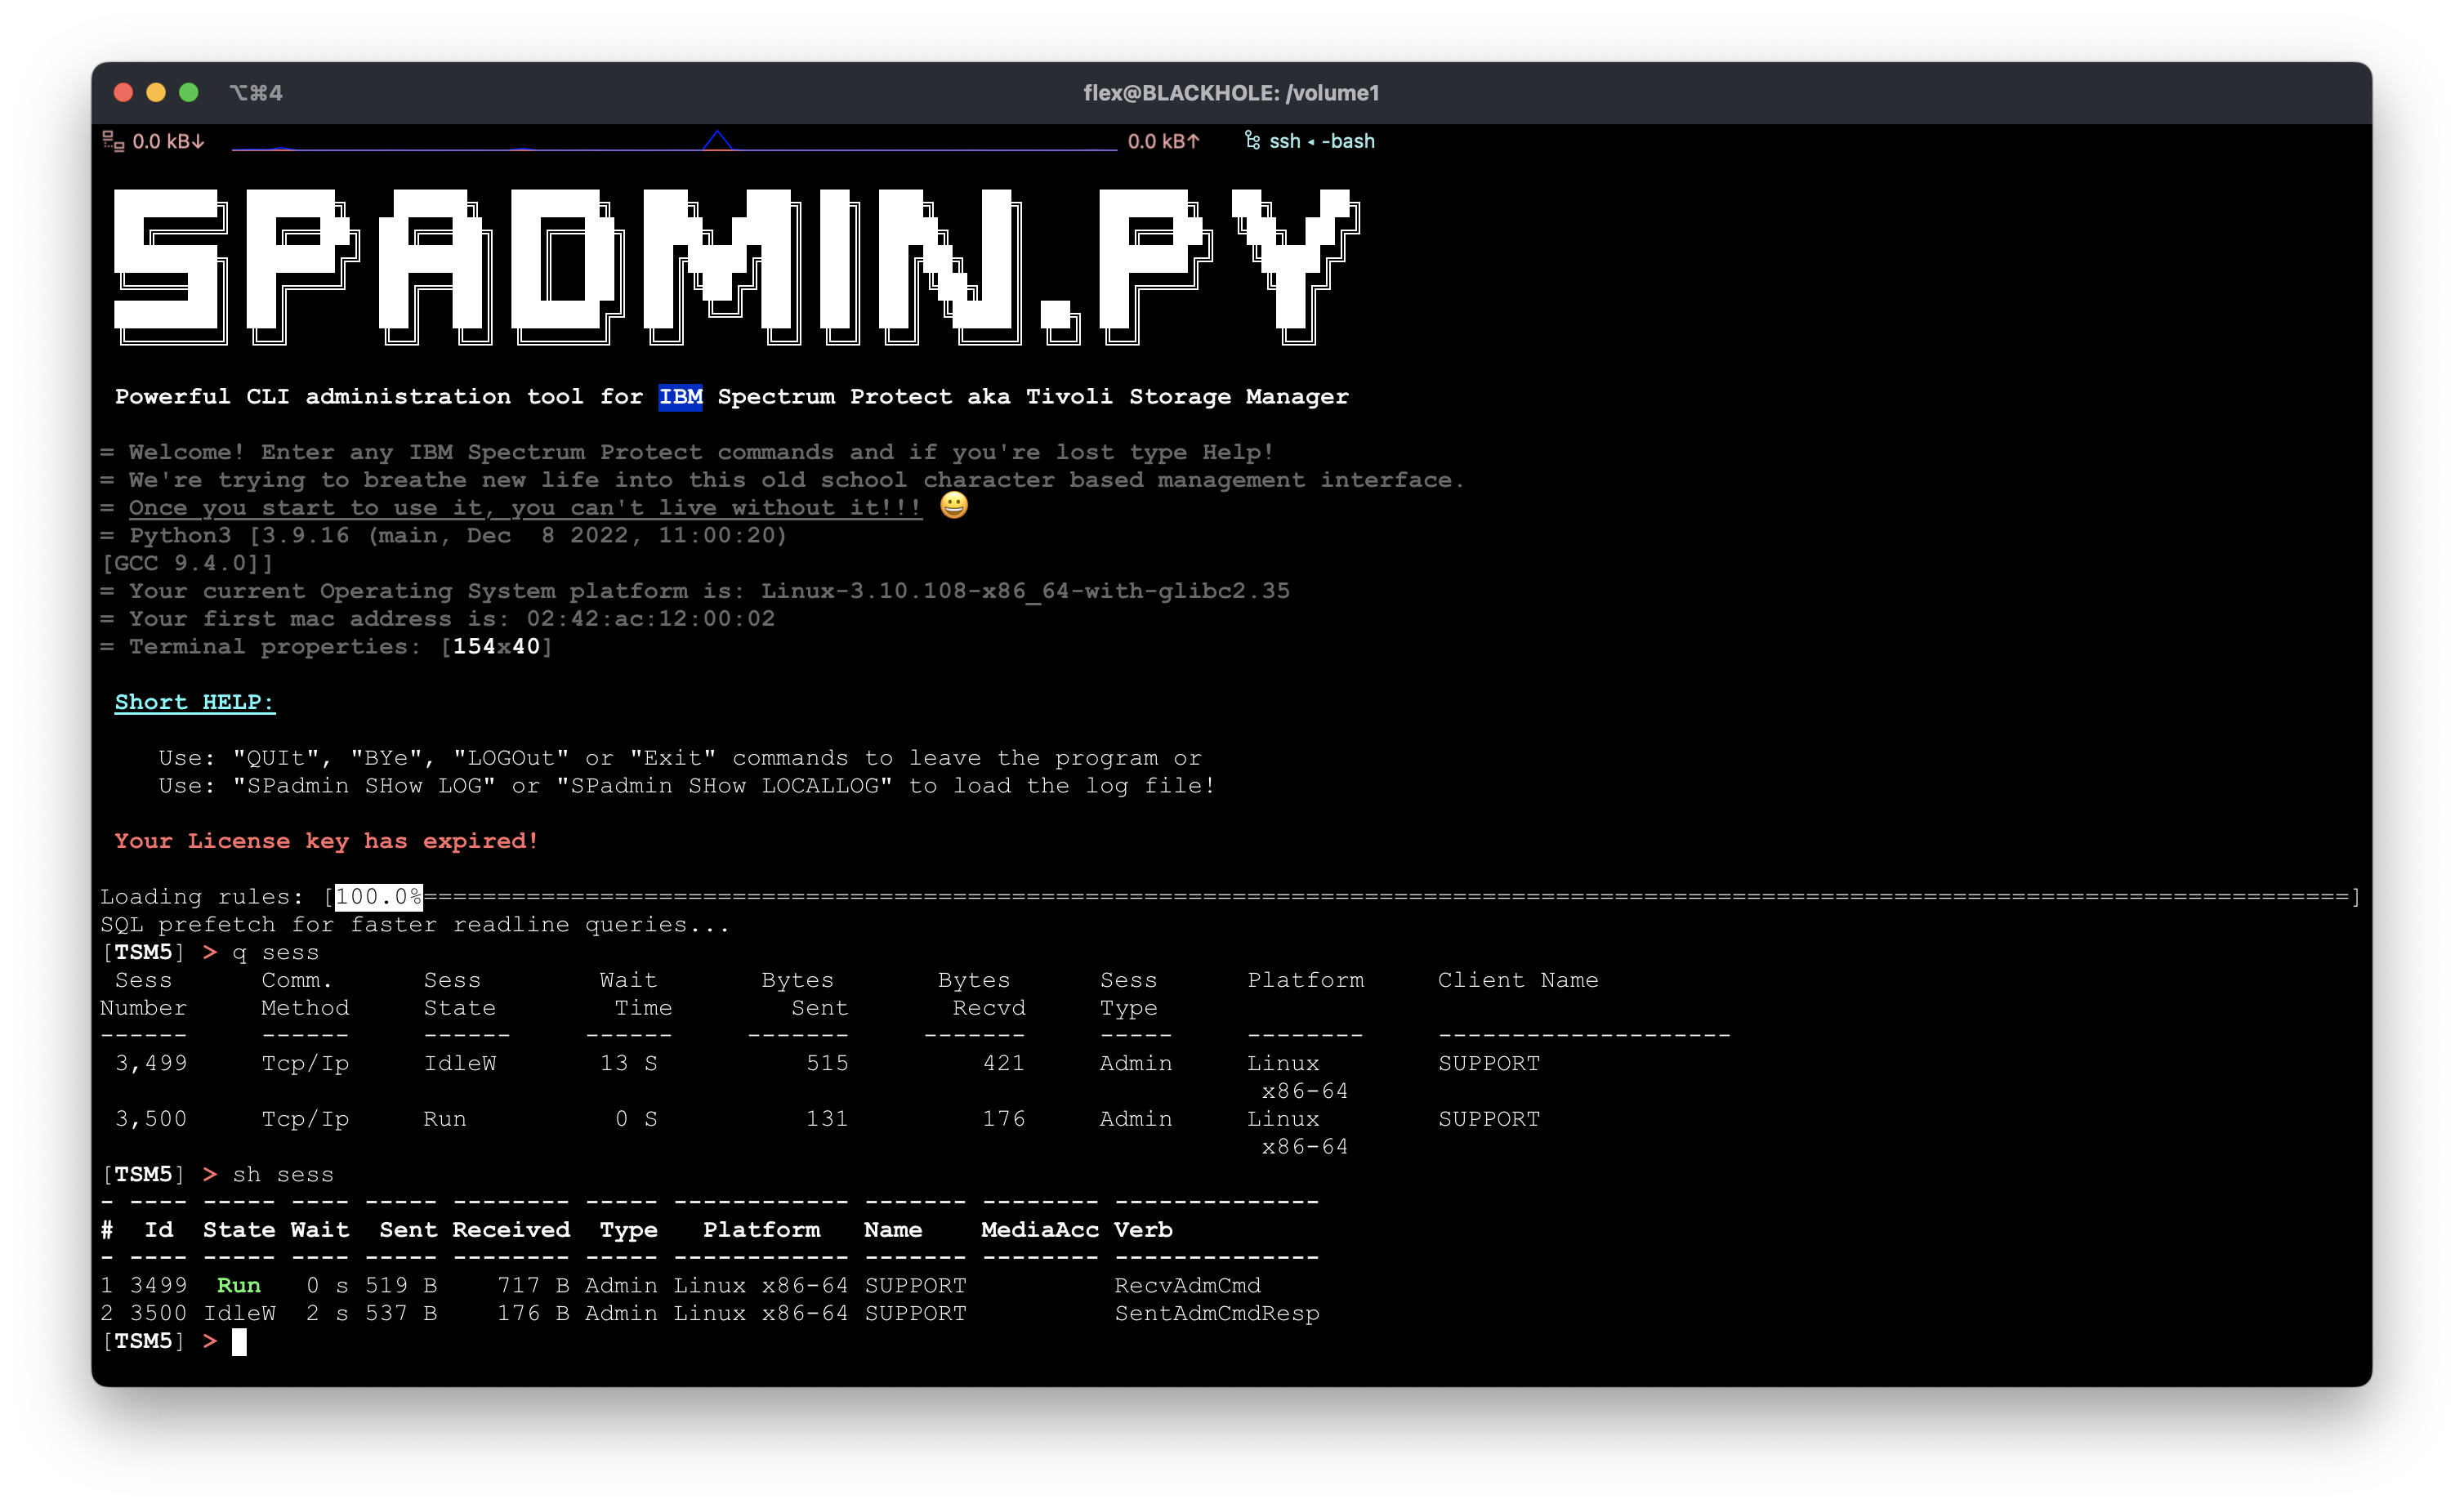 ⌥⌘4
flex@BLACKHOLE: /volume1
0.0 kB↓ 0.0 kB↑ ssh ◂ -bash
SPADMIN.PY
Powerful CLI administration tool for IBM Spectrum Protect aka Tivoli Storage Manager
= Welcome! Enter any IBM Spectrum Protect commands and if you're lost type Help!
= We're trying to breathe new life into this old school character based management interface.
= Once you start to use it, you can't live without it!!! 😀
= Python3 [3.9.16 (main, Dec  8 2022, 11:00:20)
[GCC 9.4.0]]
= Your current Operating System platform is: Linux-3.10.108-x86_64-with-glibc2.35
= Your first mac address is: 02:42:ac:12:00:02
= Terminal properties: [154x40]
Short HELP:
Use: "QUIt", "BYe", "LOGOut" or "Exit" commands to leave the program or
Use: "SPadmin SHow LOG" or "SPadmin SHow LOCALLOG" to load the log file!
Your License key has expired!
Loading rules: [100.0%===================================================================================================================================]
SQL prefetch for faster readline queries...
[TSM5] > q sess
Sess Comm. Sess Wait Bytes Bytes Sess Platform Client Name
Number Method State Time Sent Recvd Type
------ ------ ------ ------ ------- ------- ----- -------- --------------------
3,499 Tcp/Ip IdleW 13 S 515 421 Admin Linux SUPPORT
x86-64
3,500 Tcp/Ip Run 0 S 131 176 Admin Linux SUPPORT
x86-64
[TSM5] > sh sess
- ---- ----- ---- ----- -------- ----- ------------ ------- -------- --------------
# Id State Wait Sent Received Type Platform Name MediaAcc Verb
- ---- ----- ---- ----- -------- ----- ------------ ------- -------- --------------
1 3499 Run 0 s 519 B 717 B Admin Linux x86-64 SUPPORT RecvAdmCmd
2 3500 IdleW 2 s 537 B 176 B Admin Linux x86-64 SUPPORT SentAdmCmdResp
[TSM5] >